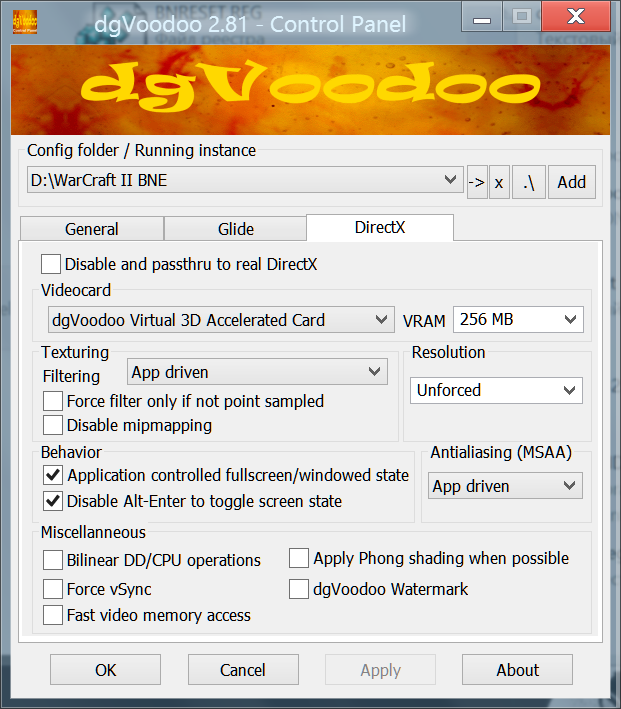 dgVoodoo 2.81 - Control Panel
dgVoodoo
Config folder / Running instance
D:\WarCraft II BNE
-> x .\ Add
General Glide DirectX
Disable and passthru to real DirectX
Videocard
dgVoodoo Virtual 3D Accelerated Card VRAM 256 MB
Texturing
Filtering App driven
Force filter only if not point sampled
Disable mipmapping
Resolution
Unforced
Behavior
Application controlled fullscreen/windowed state
Disable Alt-Enter to toggle screen state
Antialiasing (MSAA)
App driven
Miscellaneous
Bilinear DD/CPU operations
Apply Phong shading when possible
Force vSync
dgVoodoo Watermark
Fast video memory access
OK Cancel Apply About